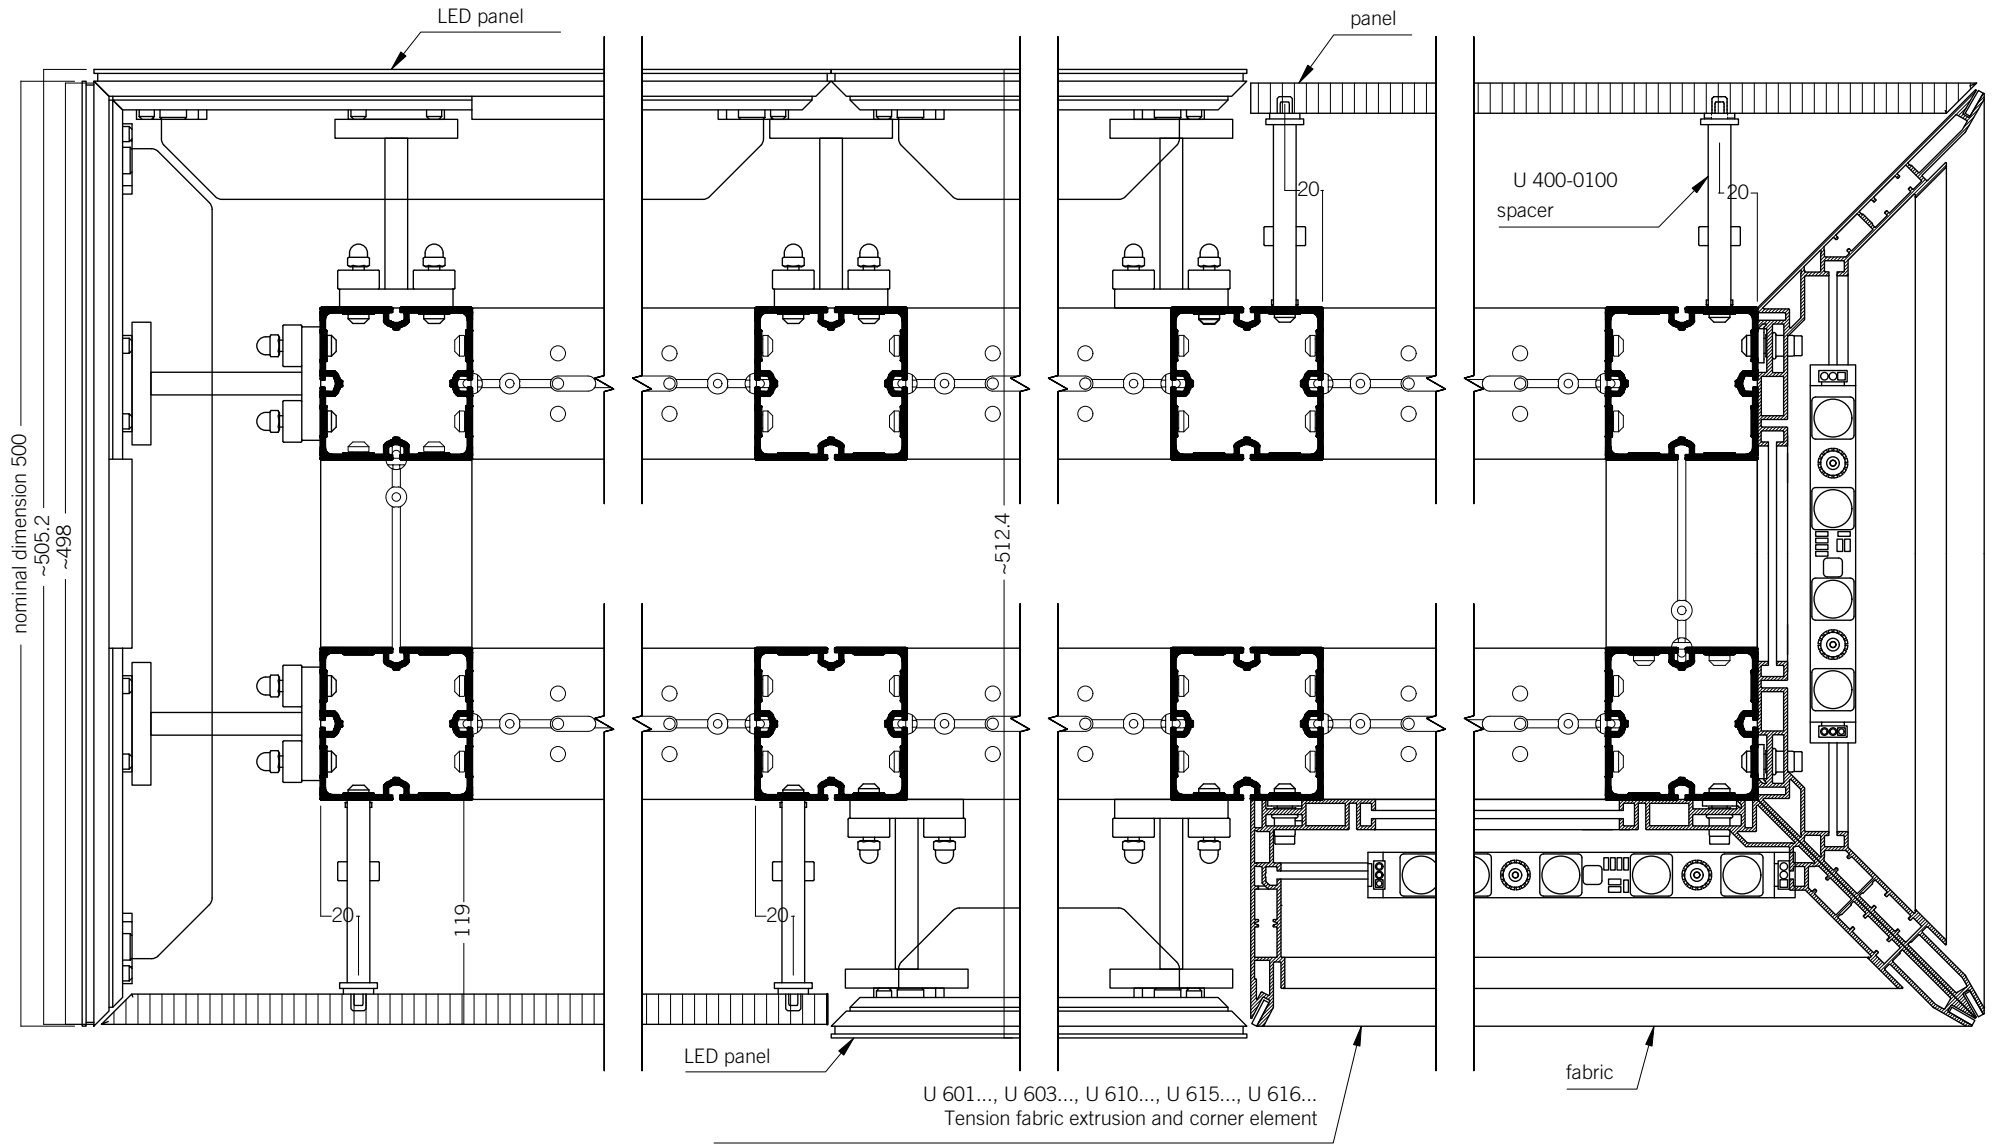 LED panel
panel
U 400-0100
spacer
20
20
nominal dimension 500
~505.2
~498
~512.4
20
119
20
LED panel
U 601..., U 603..., U 610..., U 615..., U 616...
Tension fabric extrusion and corner element
fabric